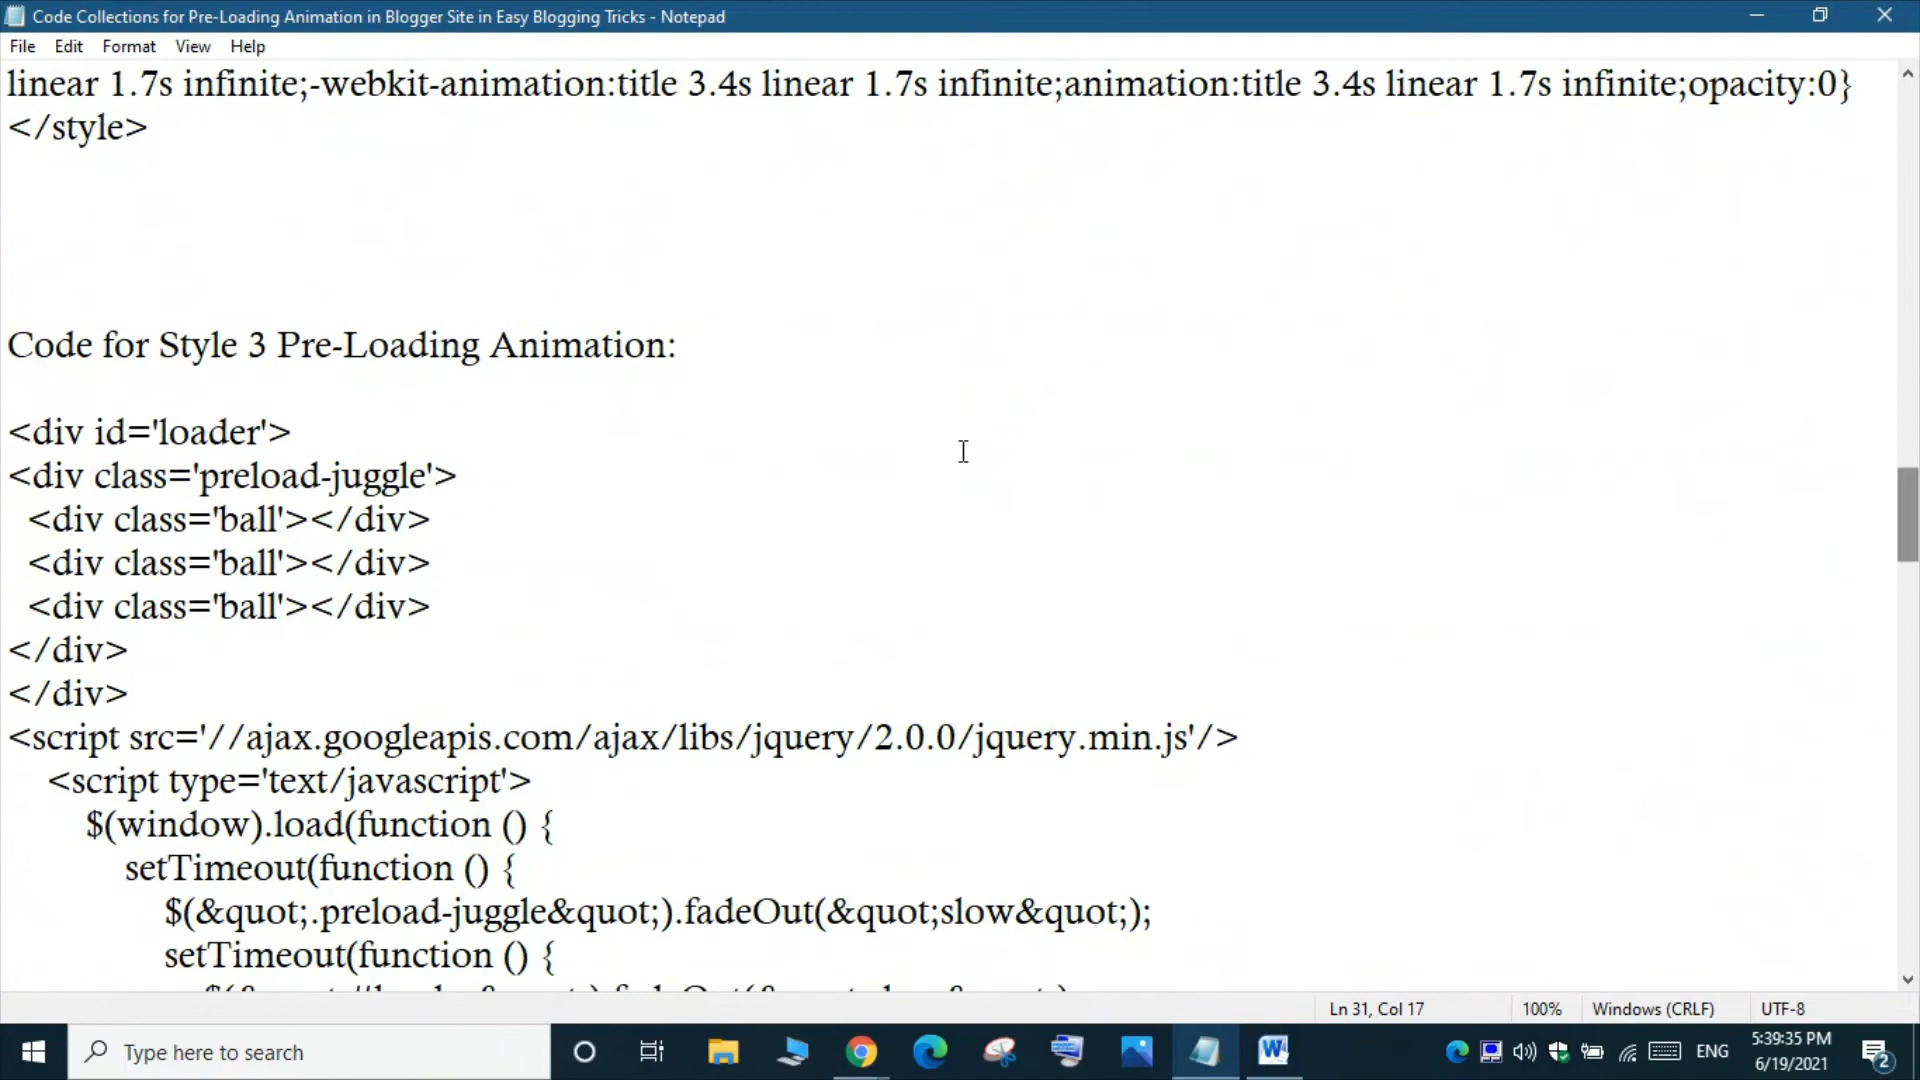 Code Collections for Pre-Loading Animation in Blogger Site in Easy Blogging Tricks - Notepad
File Edit Format View Help
linear 1.7s infinite;-webkit-animation:title 3.4s linear 1.7s infinite;animation:title 3.4s linear 1.7s infinite;opacity:0}
</style>
Code for Style 3 Pre-Loading Animation:
<div id='loader'>
<div class='preload-juggle'>
<div class='ball'></div>
<div class='ball'></div>
<div class='ball'></div>
</div>
</div>
<script src='//ajax.googleapis.com/ajax/libs/jquery/2.0.0/jquery.min.js'/>
<script type='text/javascript'>
$(window).load(function () {
setTimeout(function () {
$(&quot;.preload-juggle&quot;).fadeOut(&quot;slow&quot;);
setTimeout(function () {
Ln 31, Col 17 100% Windows (CRLF) UTF-8
Type here to search
ENG
5:39:35 PM
6/19/2021
2